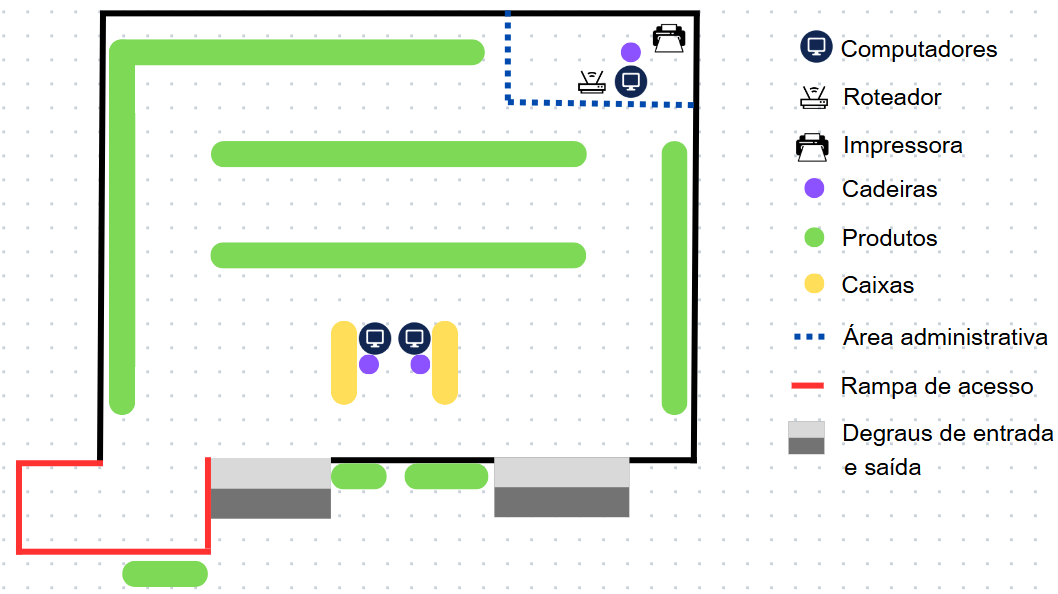 Computadores
Roteador
Impressora
Cadeiras
Produtos
Caixas
Área administrativa
Rampa de acesso
Degraus de entrada
e saída